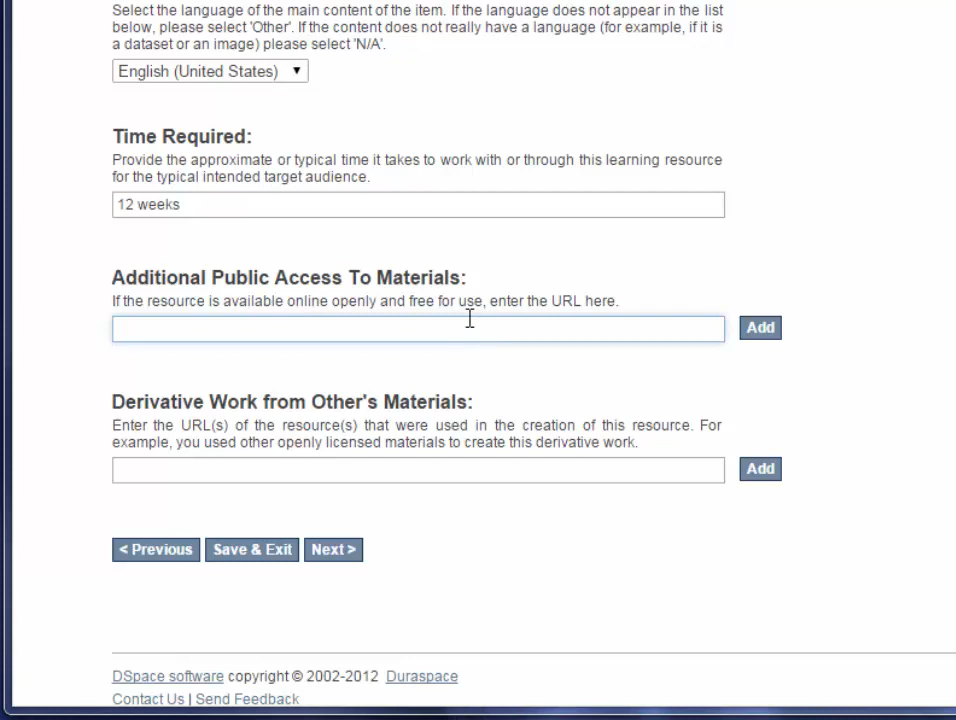 Select the language of the main content of the item. If the language does not appear in the list
below, please select 'Other'. If the content does not really have a language (for example, if it is
a dataset or an image) please select 'N/A'.
English (United States)
Time Required:
Provide the approximate or typical time it takes to work with or through this learning resource
for the typical intended target audience.
12 weeks
Additional Public Access To Materials:
If the resource is available online openly and free for use, enter the URL here.
Add
Derivative Work from Other's Materials:
Enter the URL(s) of the resource(s) that were used in the creation of this resource. For
example, you used other openly licensed materials to create this derivative work.
Add
< Previous Save & Exit Next >
DSpace software copyright © 2002-2012 Duraspace
Contact Us | Send Feedback